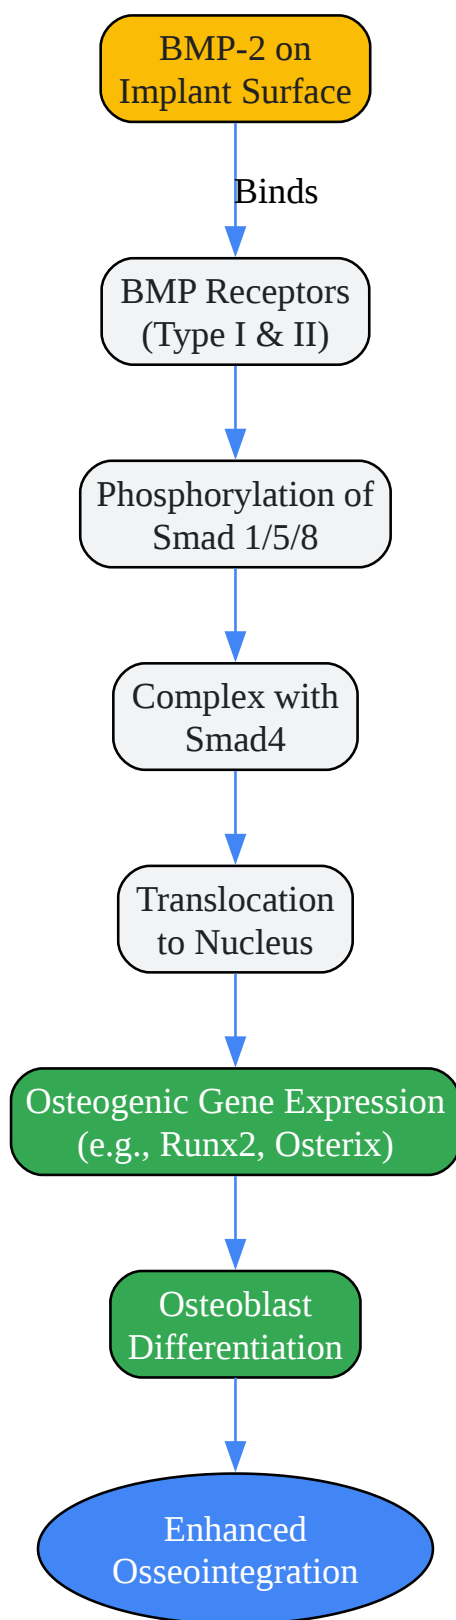 BMP-2 on
Implant Surface
Binds
BMP Receptors
(Type I & II)
Phosphorylation of
Smad 1/5/8
Complex with
Smad4
Translocation
to Nucleus
Osteogenic Gene Expression
(e.g., Runx2, Osterix)
Osteoblast
Differentiation
Enhanced
Osseointegration